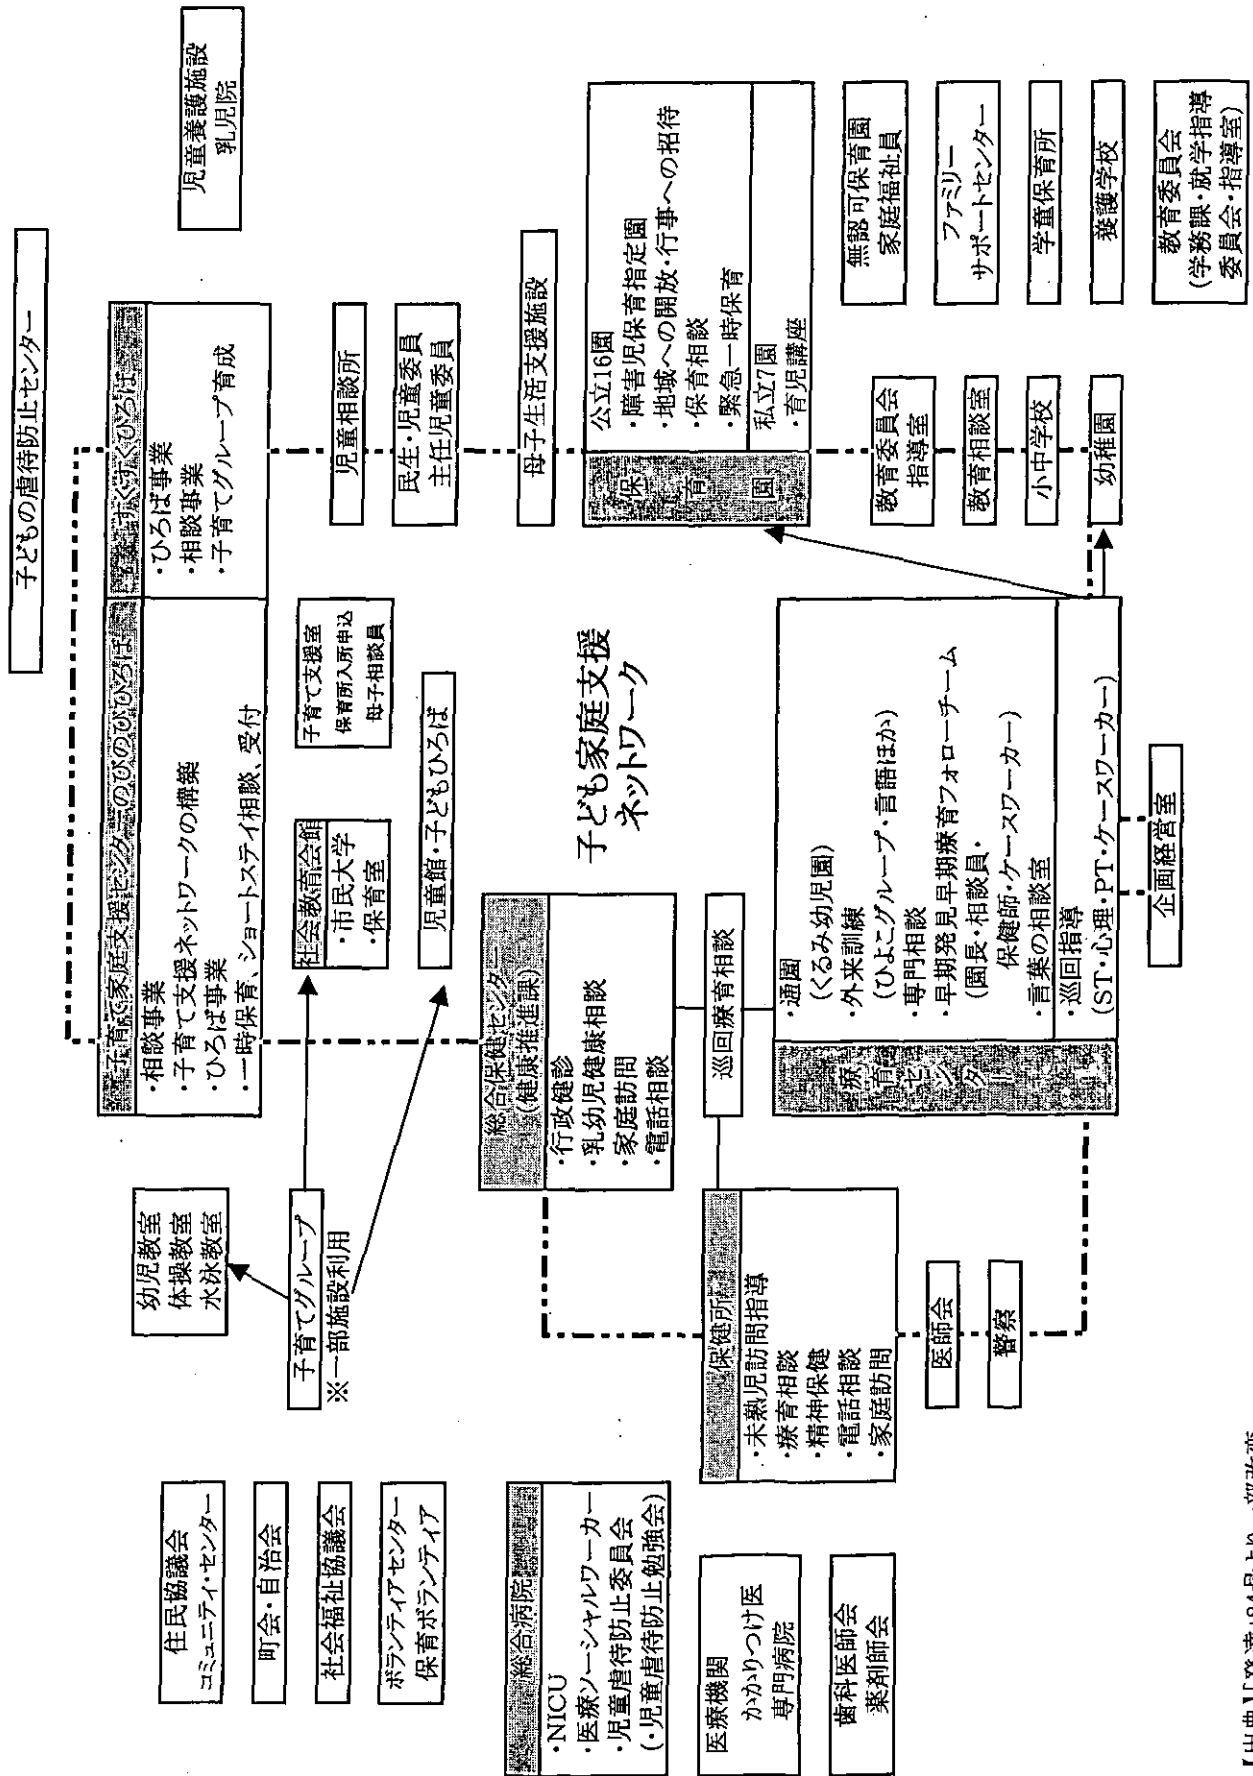 子どもの虐待防止センター
児童養護施設
乳児院
子育て家庭支援センターのびのびひろば
・相談事業
・子育て支援ネットワークの構築
・ひろば事業
・一時保育、ショートステイ相談、受付
すくすくひろば
・ひろば事業
・相談事業
・子育てグループ育成
幼児教室
体操教室
水泳教室
子育てグループ
※一部施設利用
社会教育会館
・市民大学
・保育室
子育て支援室
保育所入所申込
母子相談員
児童館・子どもひろば
児童相談所
民生・児童委員
主任児童委員
母子生活支援施設
住民協議会
コミュニティ・センター
町会・自治会
社会福祉協議会
ボランティアセンター
保育ボランティア
総合病院
・NICU
・医療ソーシャルワーカー
・児童虐待防止委員会
(・児童虐待防止勉強会)
総合保健センター
(健康推進課)
・行政健診
・乳幼児健康相談
・家庭訪問
・電話相談
子ども家庭支援
ネットワーク
保育園
公立16園
・障害児保育指定園
・地域への開放・行事への招待
・保育相談
・緊急一時保育
私立7園
・育児講座
医療機関
かかりつけ医
専門病院
歯科医師会
薬剤師会
保健所
・未熟児訪問指導
・療育相談
・精神保健
・電話相談
・家庭訪問
巡回療育相談
医師会
警察
療育センター
・通園
(くるみ幼児園)
・外来訓練
(ひよこグループ・言語ほか)
・専門相談
・早期発見早期療育フォローチーム
(園長・相談員・
保健師・ケースワーカー)
・言葉の相談室
・巡回指導
(ST・心理・PT・ケースワーカー)
企画経営室
教育委員会
指導室
教育相談室
小中学校
幼稚園
無認可保育園
家庭福祉員
ファミリー
サポートセンター
学童保育所
養護学校
教育委員会
(学務課・就学指導
委員会・指導室)
【出典】「発達」84号より、一部改変